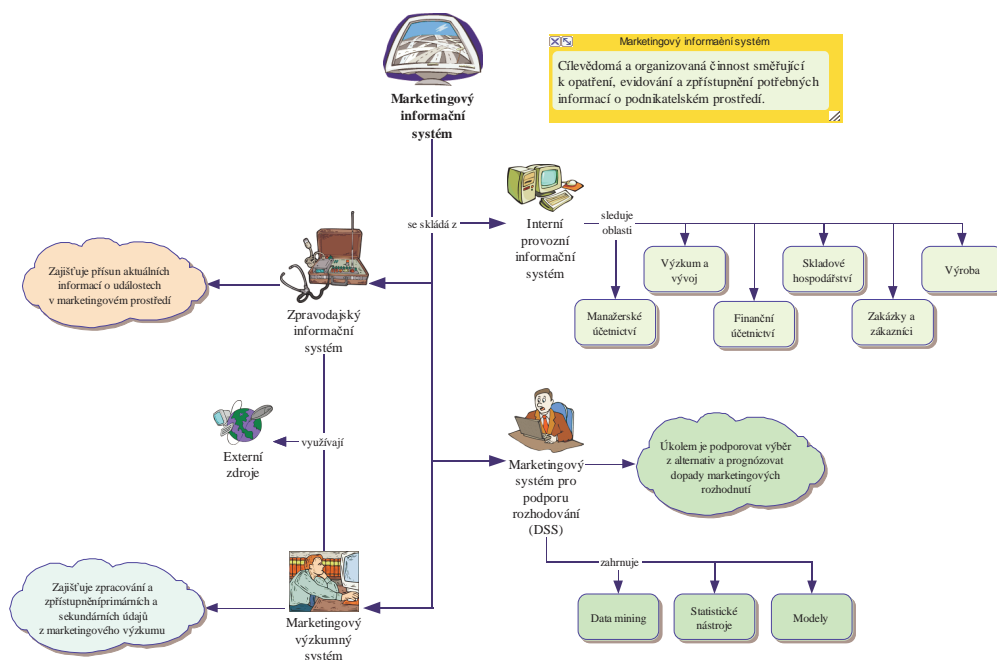 Marketingový
informační
systém
Marketingový informaèní systém
Cílevědomá a organizovaná činnost směřující
k opatření, evidování a zpřístupnění potřebných
informací o podnikatelském prostředí.
se skládá z
Interní
provozní
informační
systém
sleduje
oblasti
Výzkum a
vývoj
Skladové
hospodářství
Výroba
Manažerské
účetnictví
Finanční
účetnictví
Zakázky a
zákazníci
Zajišťuje přísun aktuálních
informací o událostech
v marketingovém prostředí
Zpravodajský
informační
systém
využívají
Externí
zdroje
Marketingový
systém pro
podporu
rozhodování
(DSS)
Úkolem je podporovat výběr
z alternativ a prognózovat
dopady marketingových
rozhodnutí
zahrnuje
Data mining
Statistické
nástroje
Modely
Zajišťuje zpracování a
zpřístupněníprimárních a
sekundárních údajů
z marketingového výzkumu
Marketingový
výzkumný
systém